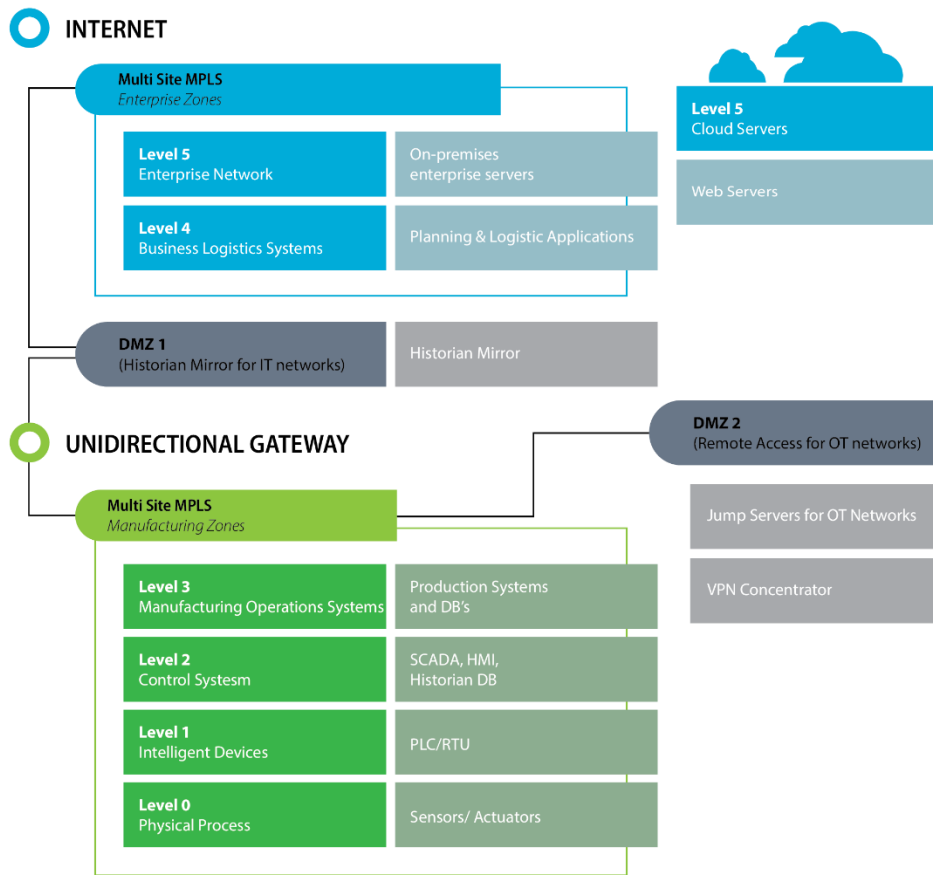 INTERNET
Multi Site MPLS
Enterprise Zones
Level 5
Enterprise Network
On-premises
enterprise servers
Level 4
Business Logistics Systems
Planning & Logistic Applications
Level 5
Cloud Servers
Web Servers
DMZ 1
(Historian Mirror for IT networks)
Historian Mirror
UNIDIRECTIONAL GATEWAY
DMZ 2
(Remote Access for OT networks)
Jump Servers for OT Networks
VPN Concentrator
Multi Site MPLS
Manufacturing Zones
Level 3
Manufacturing Operations Systems
Production Systems
and DB's
Level 2
Control Systesm
SCADA, HMI,
Historian DB
Level 1
Intelligent Devices
PLC/RTU
Level 0
Physical Process
Sensors/ Actuators